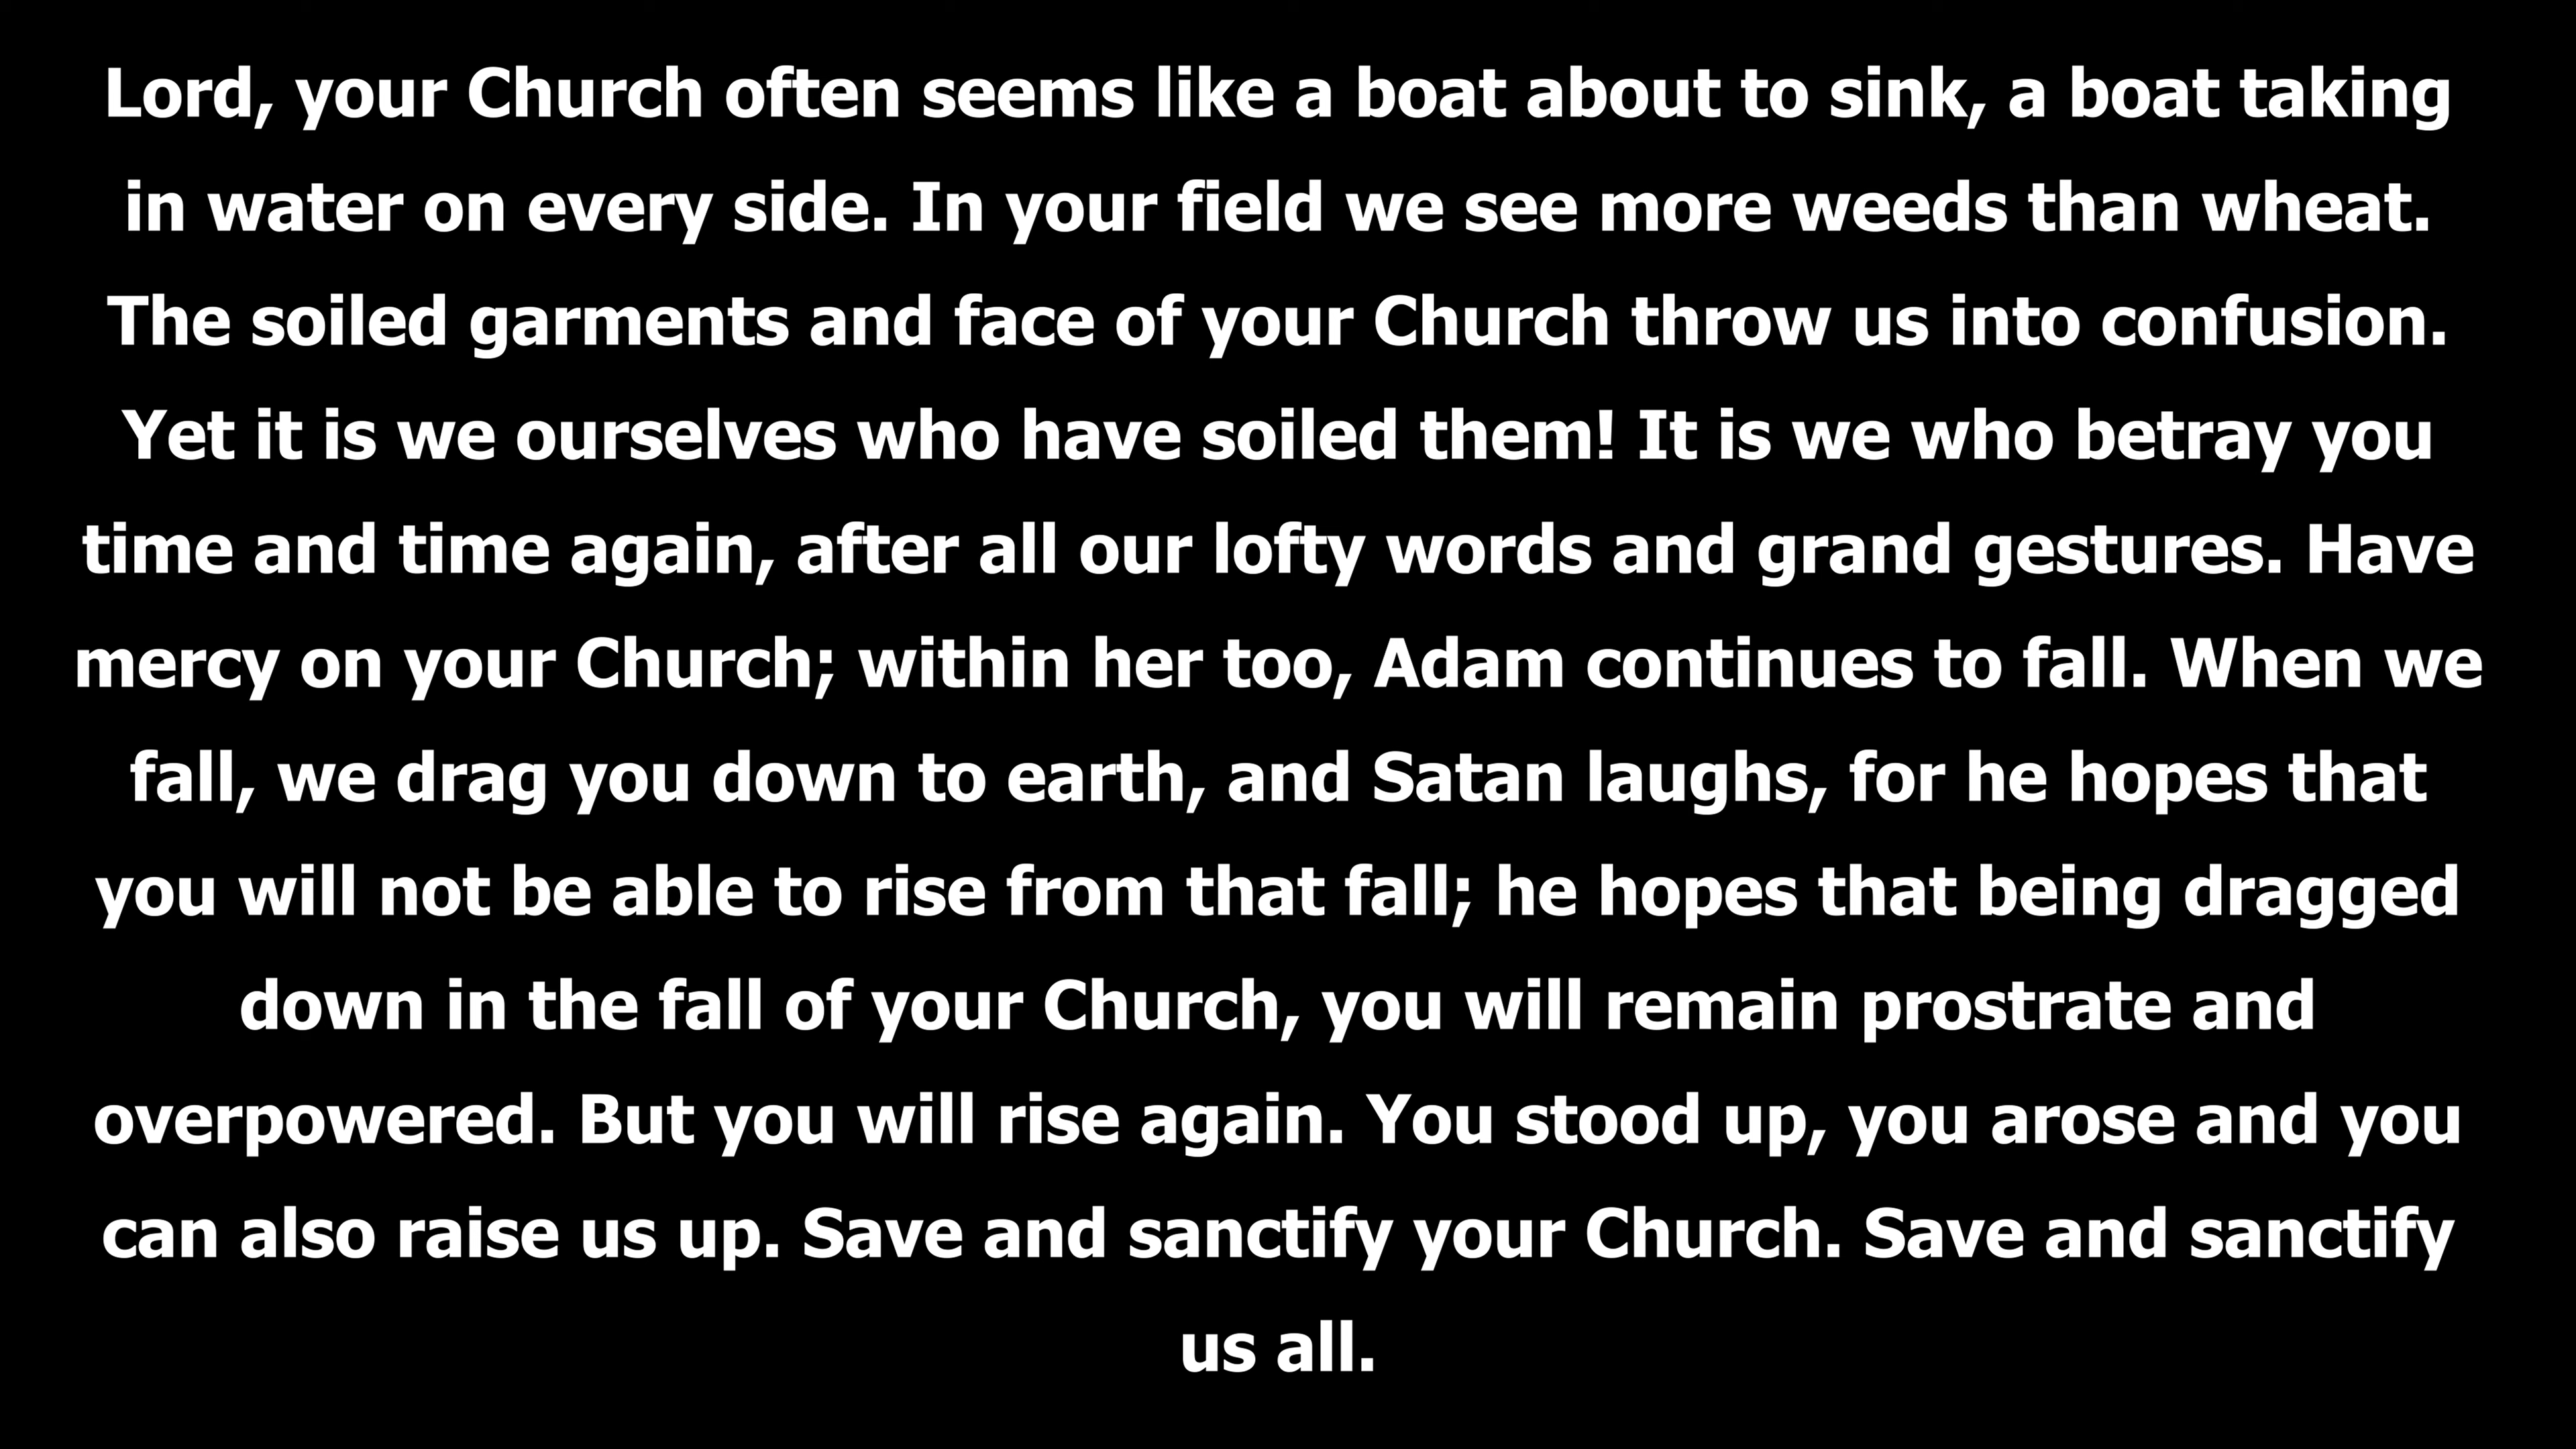 Lord, your Church often seems like a boat about to sink, a boat taking
in water on every side. In your field we see more weeds than wheat.
The soiled garments and face of your Church throw us into confusion.
Yet it is we ourselves who have soiled them! It is we who betray you
time and time again, after all our lofty words and grand gestures. Have
mercy on your Church; within her too, Adam continues to fall. When we
fall, we drag you down to earth, and Satan laughs, for he hopes that
you will not be able to rise from that fall; he hopes that being dragged
down in the fall of your Church, you will remain prostrate and
overpowered. But you will rise again. You stood up, you arose and you
can also raise us up. Save and sanctify your Church. Save and sanctify
us all.